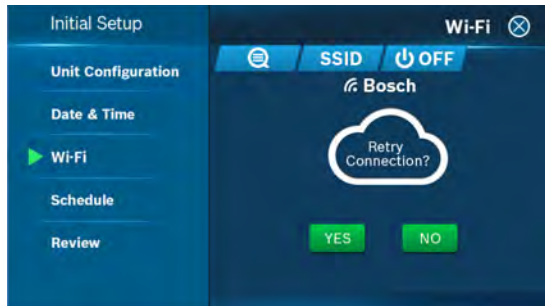 Initial Setup
Wi-Fi
Unit Configuration
Date & Time
Wi-Fi
Schedule
Review
SSID
OFF
Bosch
Retry
Connection?
YES
NO